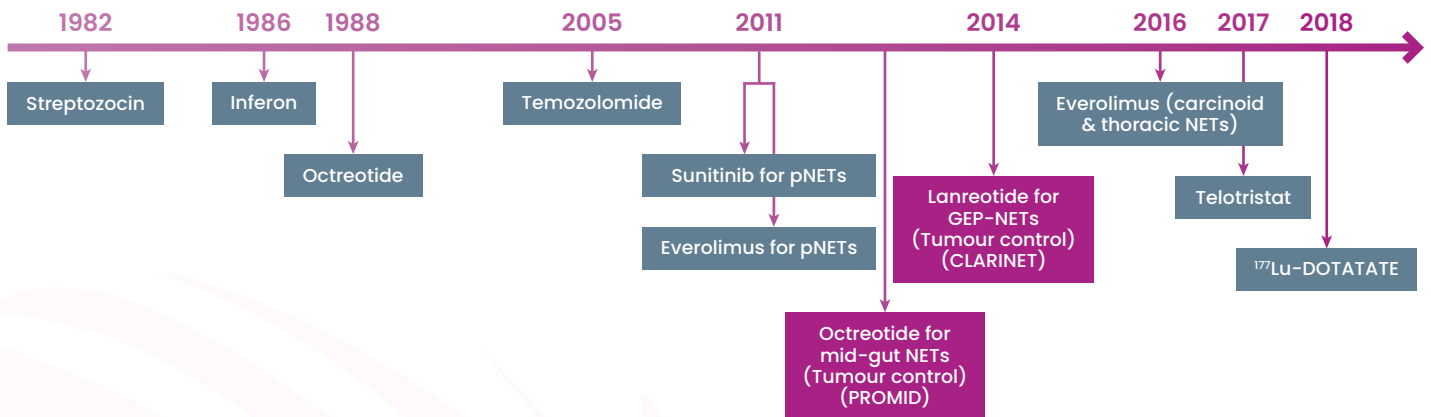 1982
1986
1988
2005
2011
2014
2016
2017
2018
Streptozocin
Inferon
Octreotide
Temozolomide
Sunitinib for pNETs
Everolimus for pNETs
Octreotide for
mid-gut NETs
(Tumour control)
(PROMID)
Lanreotide for
GEP-NETs
(Tumour control)
(CLARINET)
Everolimus (carcinoid
& thoracic NETs)
Telotristat
¹⁷⁷Lu-DOTATATE